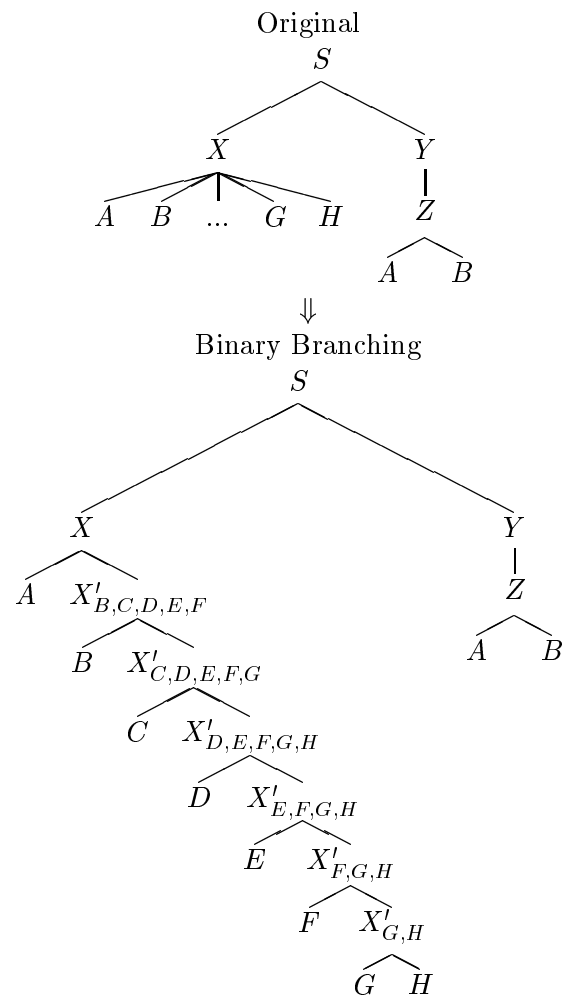 Original
S
X Y
A B ... G H Z
A B
⇓
Binary Branching
S
X Y
A X′B,C,D,E,F Z
B X′C,D,E,F,G A B
C X′D,E,F,G,H
D X′E,F,G,H
E X′F,G,H
F X′G,H
G H